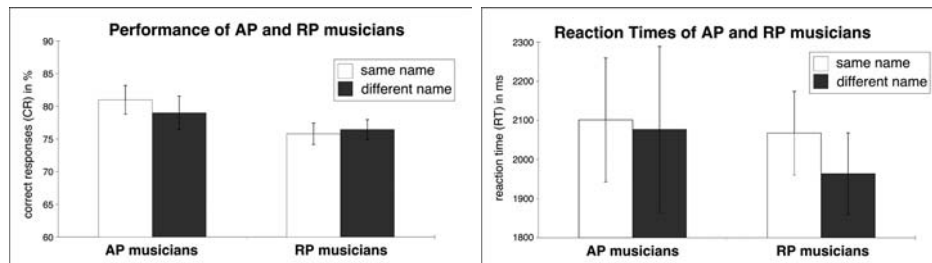 Performance of AP and RP musicians
90
85
80
75
70
65
60
correct responses (CR) in %
same name
different name
AP musicians
RP musicians
Reaction Times of AP and RP musicians
2300
2200
2100
2000
1900
1800
reaction time (RT) in ms
same name
different name
AP musicians
RP musicians